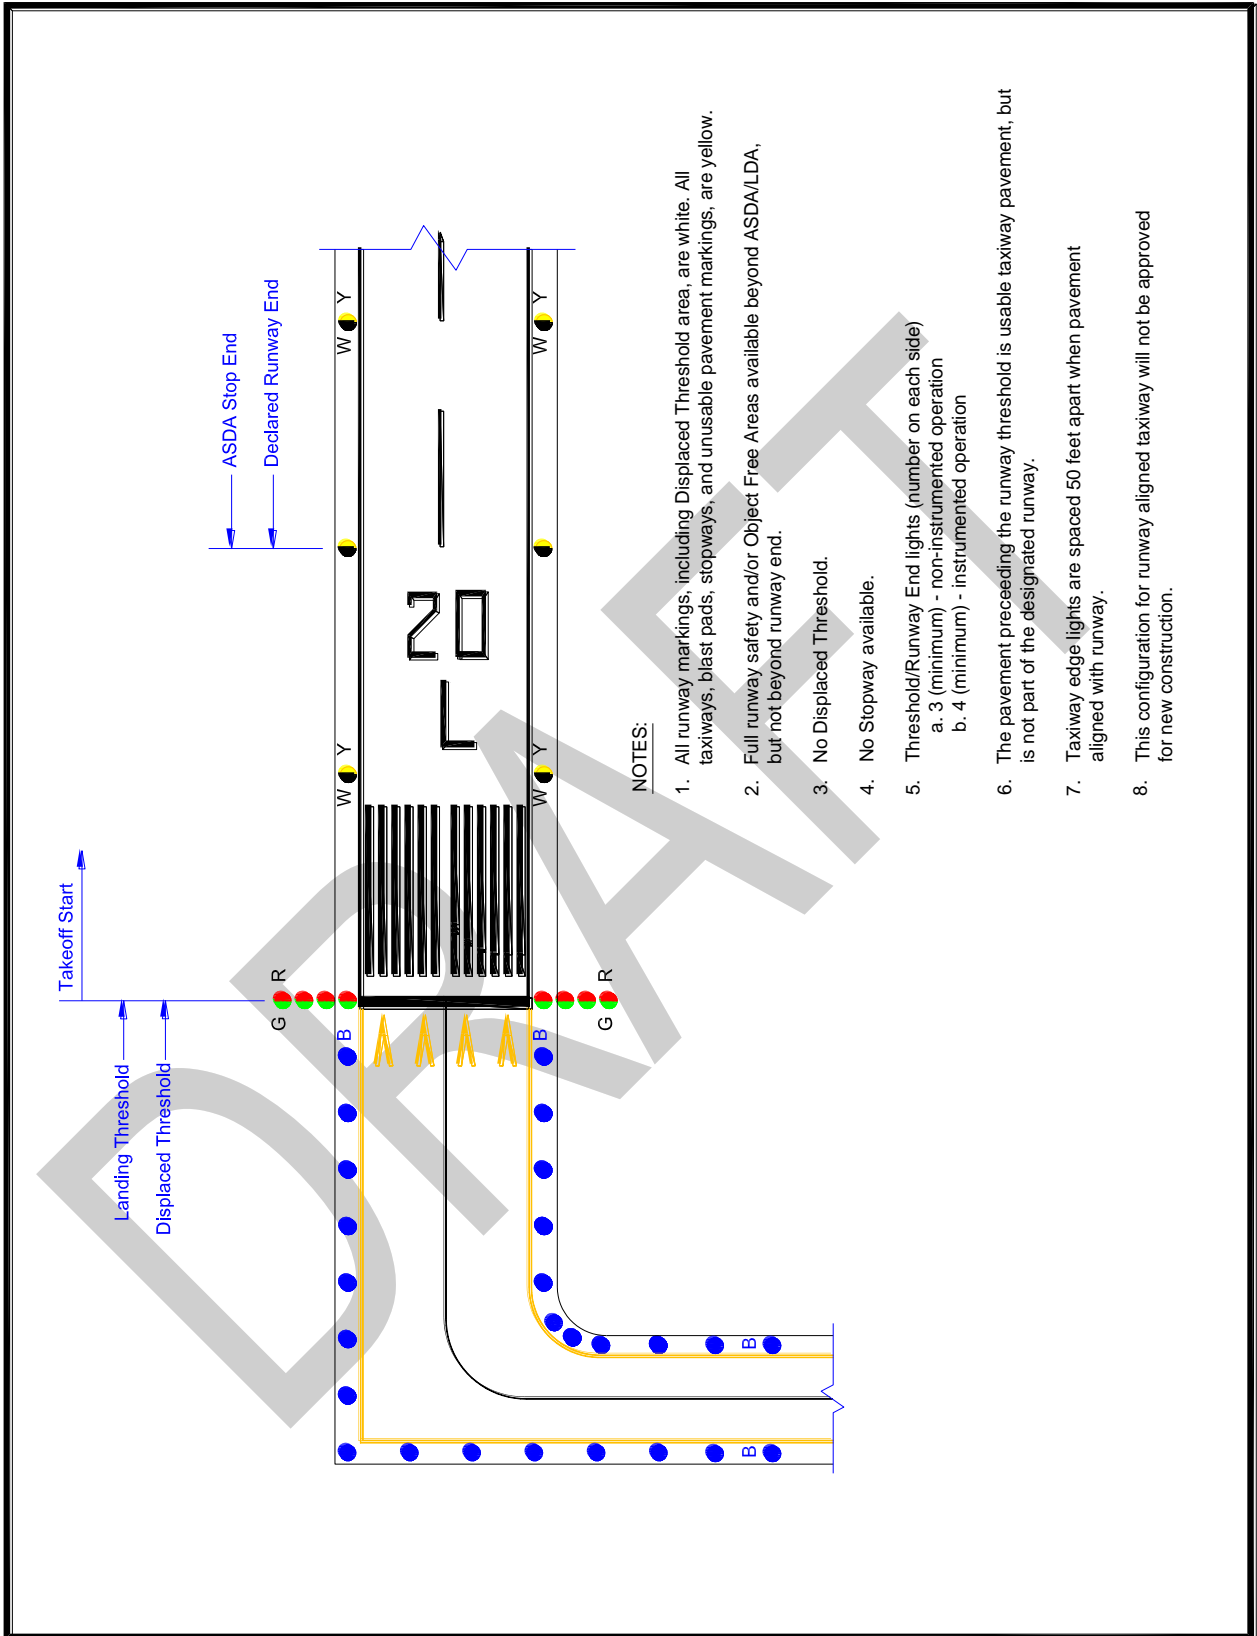 Takeoff Start
Landing Threshold
Displaced Threshold
ASDA Stop End
Declared Runway End
G R
B
W Y
W Y
20
L
B
G R
W Y
W Y
B
B
NOTES:
1. All runway markings, including Displaced Threshold area, are white. All
taxiways, blast pads, stopways, and unusable pavement markings, are yellow.
2. Full runway safety and/or Object Free Areas available beyond ASDA/LDA,
but not beyond runway end.
3. No Displaced Threshold.
4. No Stopway available.
5. Threshold/Runway End lights (number on each side)
a. 3 (minimum) - non-instrumented operation
b. 4 (minimum) - instrumented operation
6. The pavement preceeding the runway threshold is usable taxiway pavement, but
is not part of the designated runway.
7. Taxiway edge lights are spaced 50 feet apart when pavement
aligned with runway.
8. This configuration for runway aligned taxiway will not be approved
for new construction.
DRAFT